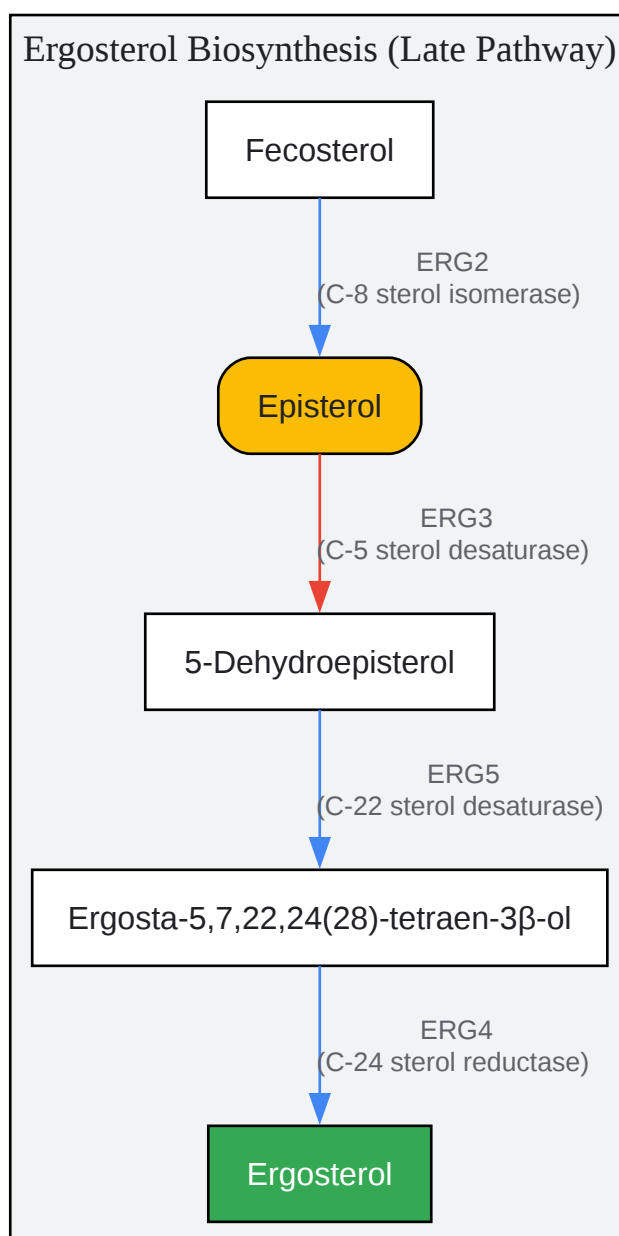 Ergosterol Biosynthesis (Late Pathway)
Fecosterol
ERG2
(C-8 sterol isomerase)
Episterol
ERG3
(C-5 sterol desaturase)
5-Dehydroepisterol
ERG5
(C-22 sterol desaturase)
Ergosta-5,7,22,24(28)-tetraen-3β-ol
ERG4
(C-24 sterol reductase)
Ergosterol